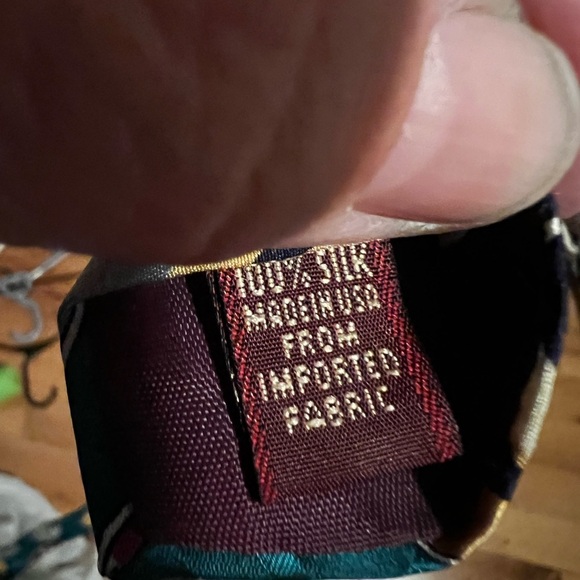 100% SILK
MADE IN USA
FROM
IMPORTED
FABRIC